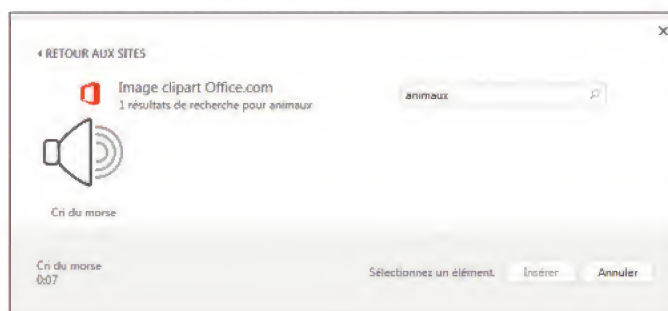 x
◂ RETOUR AUX SITES
Image clipart Office.com
1 résultats de recherche pour animaux
animaux
Cri du morse
Cri du morse
0:07
Sélectionnez un élément.
Insérer
Annuler